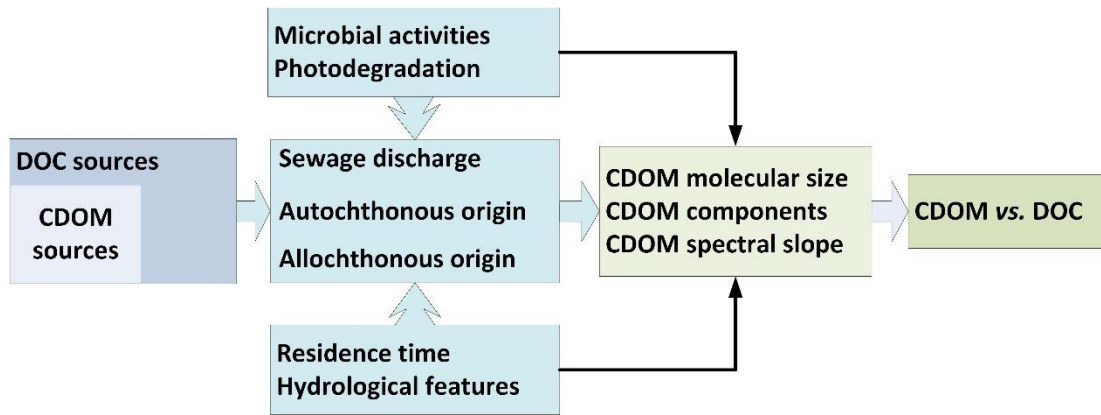 Microbial activities
Photodegradation
DOC sources
CDOM
sources
Sewage discharge
Autochthonous origin
Allochthonous origin
CDOM molecular size
CDOM components
CDOM spectral slope
CDOM vs. DOC
Residence time
Hydrological features